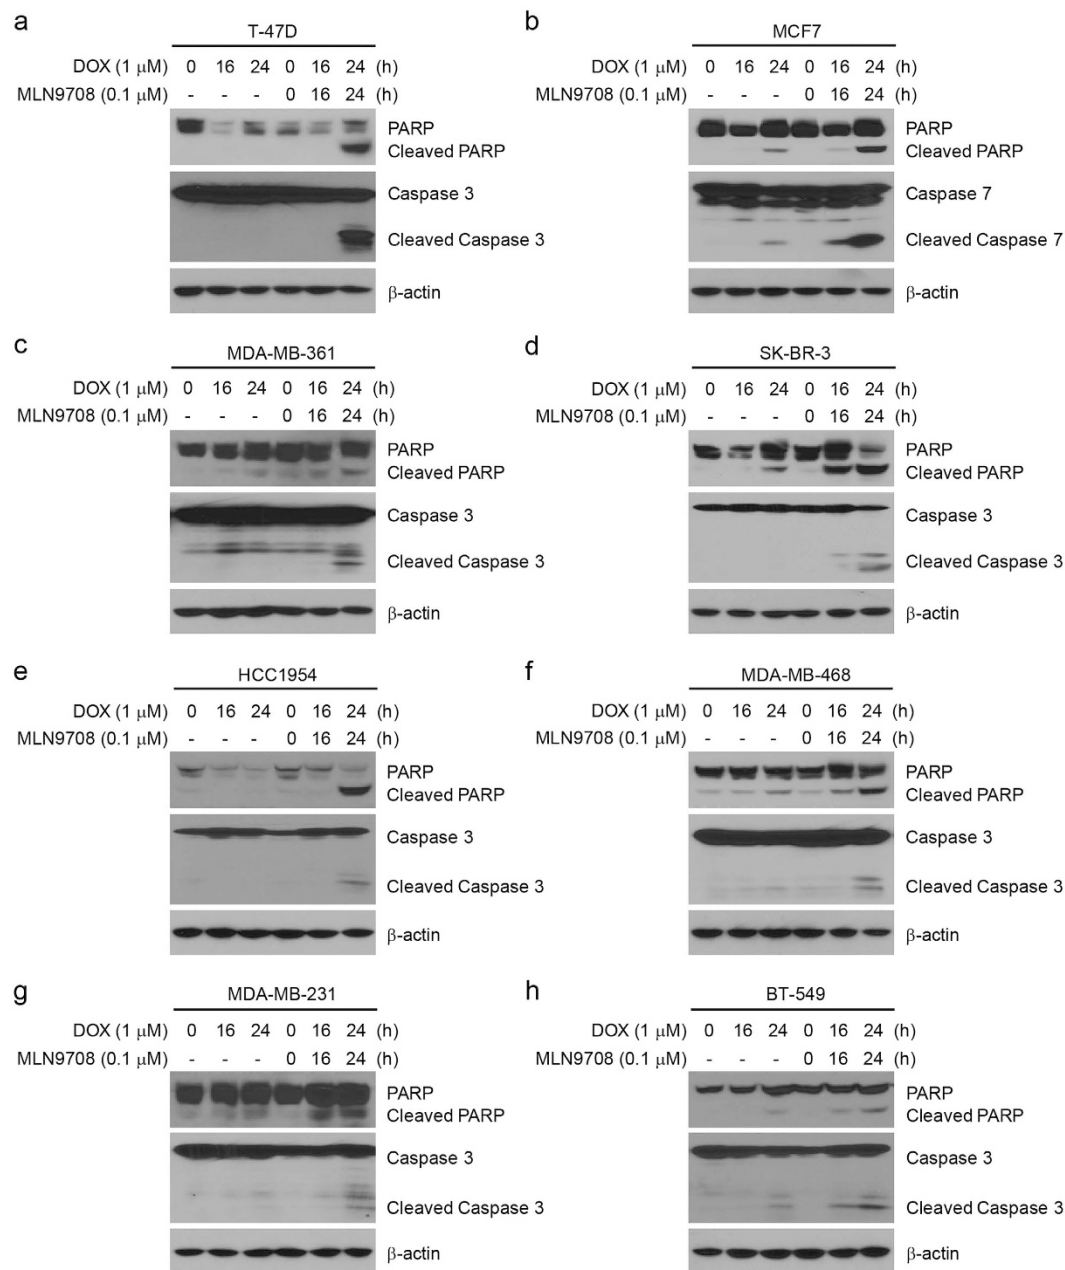 a
T-47D
DOX (1 μM) 0 16 24 0 16 24 (h)
MLN9708 (0.1 μM) - - - 0 16 24 (h)
PARP
Cleaved PARP
Caspase 3
Cleaved Caspase 3
β-actin
b
MCF7
DOX (1 μM) 0 16 24 0 16 24 (h)
MLN9708 (0.1 μM) - - - 0 16 24 (h)
PARP
Cleaved PARP
Caspase 7
Cleaved Caspase 7
β-actin
c
MDA-MB-361
DOX (1 μM) 0 16 24 0 16 24 (h)
MLN9708 (0.1 μM) - - - 0 16 24 (h)
PARP
Cleaved PARP
Caspase 3
Cleaved Caspase 3
β-actin
d
SK-BR-3
DOX (1 μM) 0 16 24 0 16 24 (h)
MLN9708 (0.1 μM) - - - 0 16 24 (h)
PARP
Cleaved PARP
Caspase 3
Cleaved Caspase 3
β-actin
e
HCC1954
DOX (1 μM) 0 16 24 0 16 24 (h)
MLN9708 (0.1 μM) - - - 0 16 24 (h)
PARP
Cleaved PARP
Caspase 3
Cleaved Caspase 3
β-actin
f
MDA-MB-468
DOX (1 μM) 0 16 24 0 16 24 (h)
MLN9708 (0.1 μM) - - - 0 16 24 (h)
PARP
Cleaved PARP
Caspase 3
Cleaved Caspase 3
β-actin
g
MDA-MB-231
DOX (1 μM) 0 16 24 0 16 24 (h)
MLN9708 (0.1 μM) - - - 0 16 24 (h)
PARP
Cleaved PARP
Caspase 3
Cleaved Caspase 3
β-actin
h
BT-549
DOX (1 μM) 0 16 24 0 16 24 (h)
MLN9708 (0.1 μM) - - - 0 16 24 (h)
PARP
Cleaved PARP
Caspase 3
Cleaved Caspase 3
β-actin